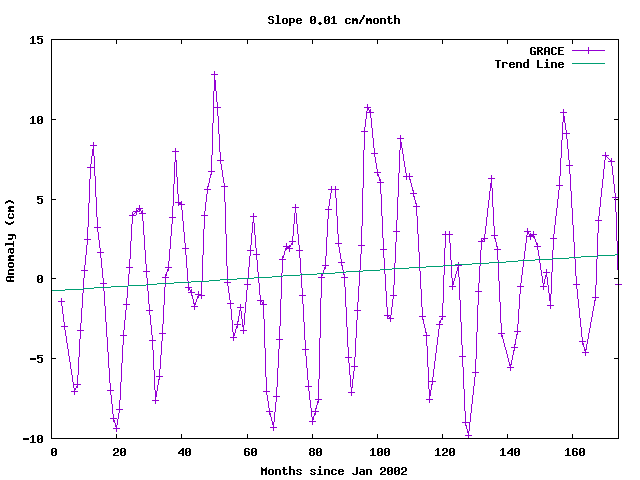 Slope 0.01 cm/month
15
10
5
0
-5
-10
Anomaly (cm)
GRACE
Trend Line
0 20 40 60 80 100 120 140 160
Months since Jan 2002